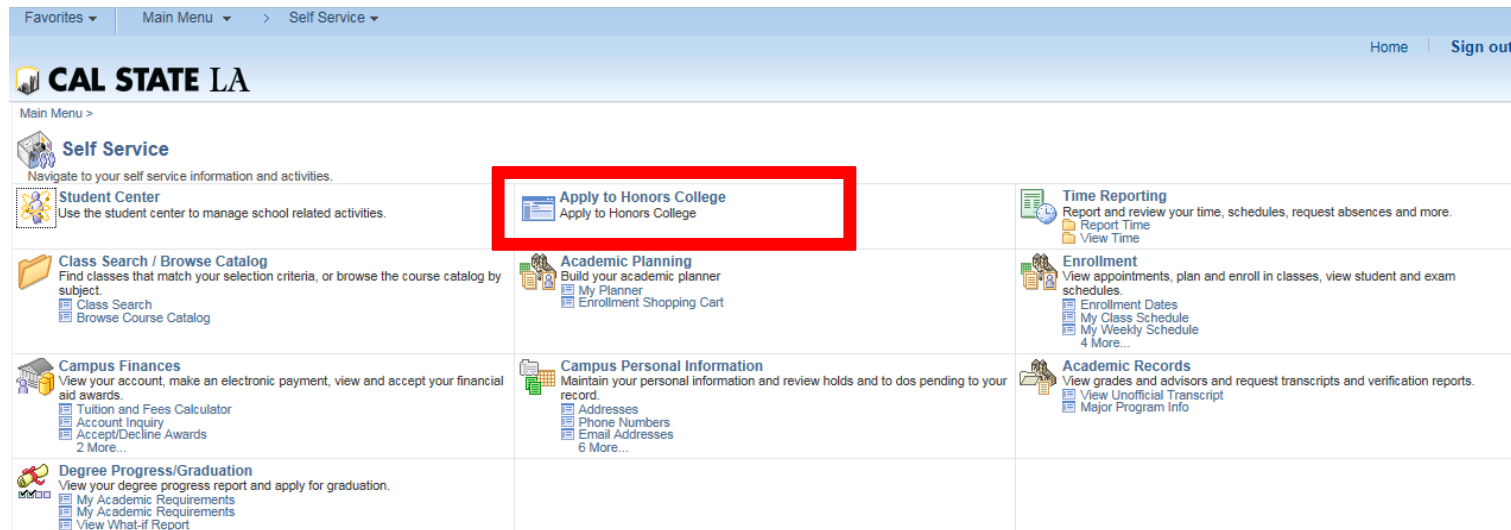 Favorites Main Menu > Self Service
Home Sign out
CAL STATE LA
Main Menu >
Self Service
Navigate to your self service information and activities.
Student Center
Use the student center to manage school related activities.
Apply to Honors College
Apply to Honors College
Time Reporting
Report and review your time, schedules, request absences and more.
Report Time
View Time
Class Search / Browse Catalog
Find classes that match your selection criteria, or browse the course catalog by
subject.
Class Search
Browse Course Catalog
Academic Planning
Build your academic planner
My Planner
Enrollment Shopping Cart
Enrollment
View appointments, plan and enroll in classes, view student and exam
schedules.
Enrollment Dates
My Class Schedule
My Weekly Schedule
4 More...
Campus Finances
View your account, make an electronic payment, view and accept your financial
aid awards.
Tuition and Fees Calculator
Account Inquiry
Accept/Decline Awards
2 More...
Campus Personal Information
Maintain your personal information and review holds and to dos pending to your
record.
Addresses
Phone Numbers
Email Addresses
6 More...
Academic Records
View grades and advisors and request transcripts and verification reports.
View Unofficial Transcript
Major Program Info
Degree Progress/Graduation
View your degree progress report and apply for graduation.
My Academic Requirements
My Academic Requirements
View What-if Report